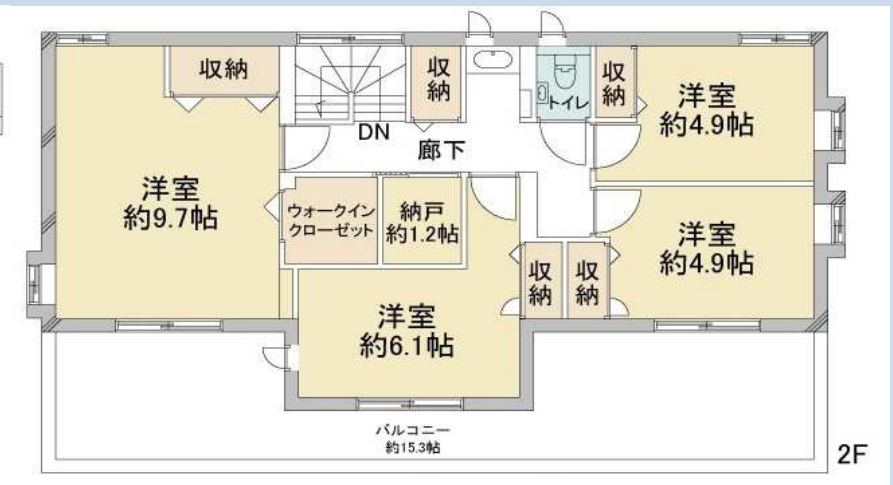 収納
収
納
トイレ
収
納
洋室
約4.9帖
DN
廊下
洋室
約9.7帖
ウォークイン
クローゼット
納戸
約1.2帖
洋室
約4.9帖
収
納
収
納
洋室
約6.1帖
バルコニー
約15.3帖
2F